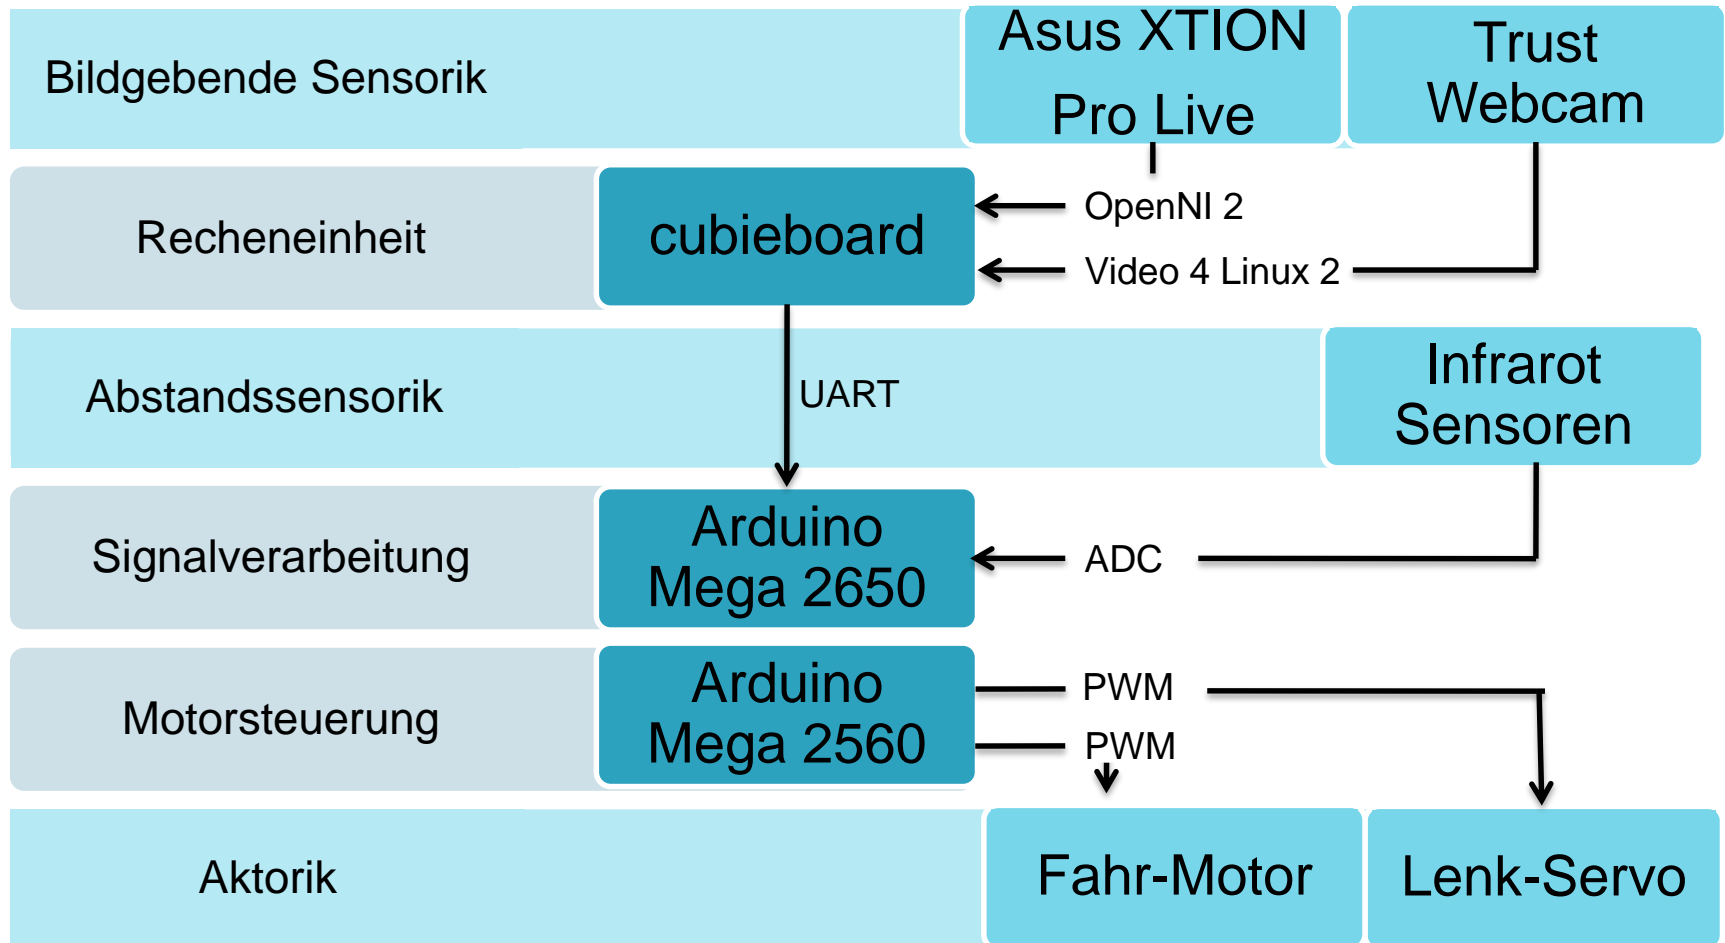 Bildgebende Sensorik
Asus XTION
Pro Live
Trust
Webcam
Recheneinheit
cubieboard
OpenNI 2
Video 4 Linux 2
Abstandssensorik
UART
Infrarot
Sensoren
Signalverarbeitung
Arduino
Mega 2650
ADC
Motorsteuerung
Arduino
Mega 2560
PWM
PWM
Aktorik
Fahr-Motor
Lenk-Servo